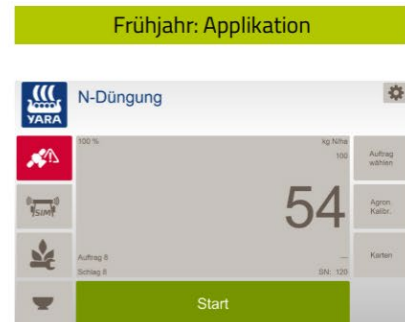 Frühjahr: Applikation
YARA
N-Düngung
100 %
kg N/ha
100
Auftrag
wählen
SIM
54
Agron.
Kalibr.
Auftrag 8
---
Karten
Schlag 8
SN: 120
Start